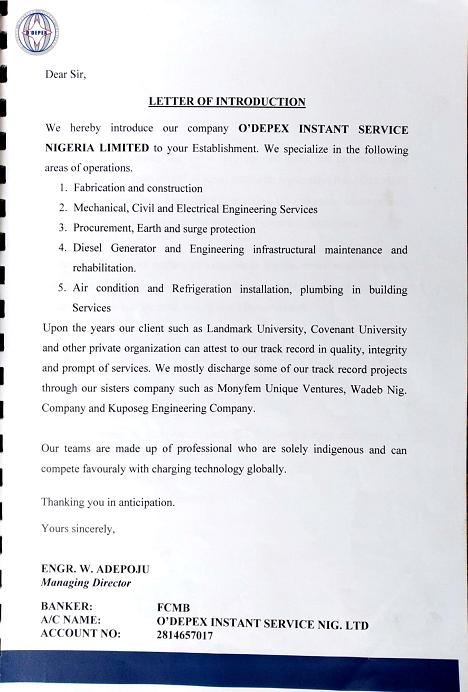 O'DEPEX
Dear Sir,
LETTER OF INTRODUCTION
We hereby introduce our company O'DEPEX INSTANT SERVICE
NIGERIA LIMITED to your Establishment. We specialize in the following
areas of operations.
1. Fabrication and construction
2. Mechanical, Civil and Electrical Engineering Services
3. Procurement, Earth and surge protection
4. Diesel Generator and Engineering infrastructural maintenance and
rehabilitation.
5. Air condition and Refrigeration installation, plumbing in building
Services
Upon the years our client such as Landmark University, Covenant University
and other private organization can attest to our track record in quality, integrity
and prompt of services. We mostly discharge some of our track record projects
through our sisters company such as Monyfem Unique Ventures, Wadeb Nig.
Company and Kuposeg Engineering Company.
Our teams are made up of professional who are solely indigenous and can
compete favouraly with charging technology globally.
Thanking you in anticipation.
Yours sincerely,
ENGR. W. ADEPOJU
Managing Director
BANKER: FCMB
A/C NAME: O'DEPEX INSTANT SERVICE NIG. LTD
ACCOUNT NO: 2814657017